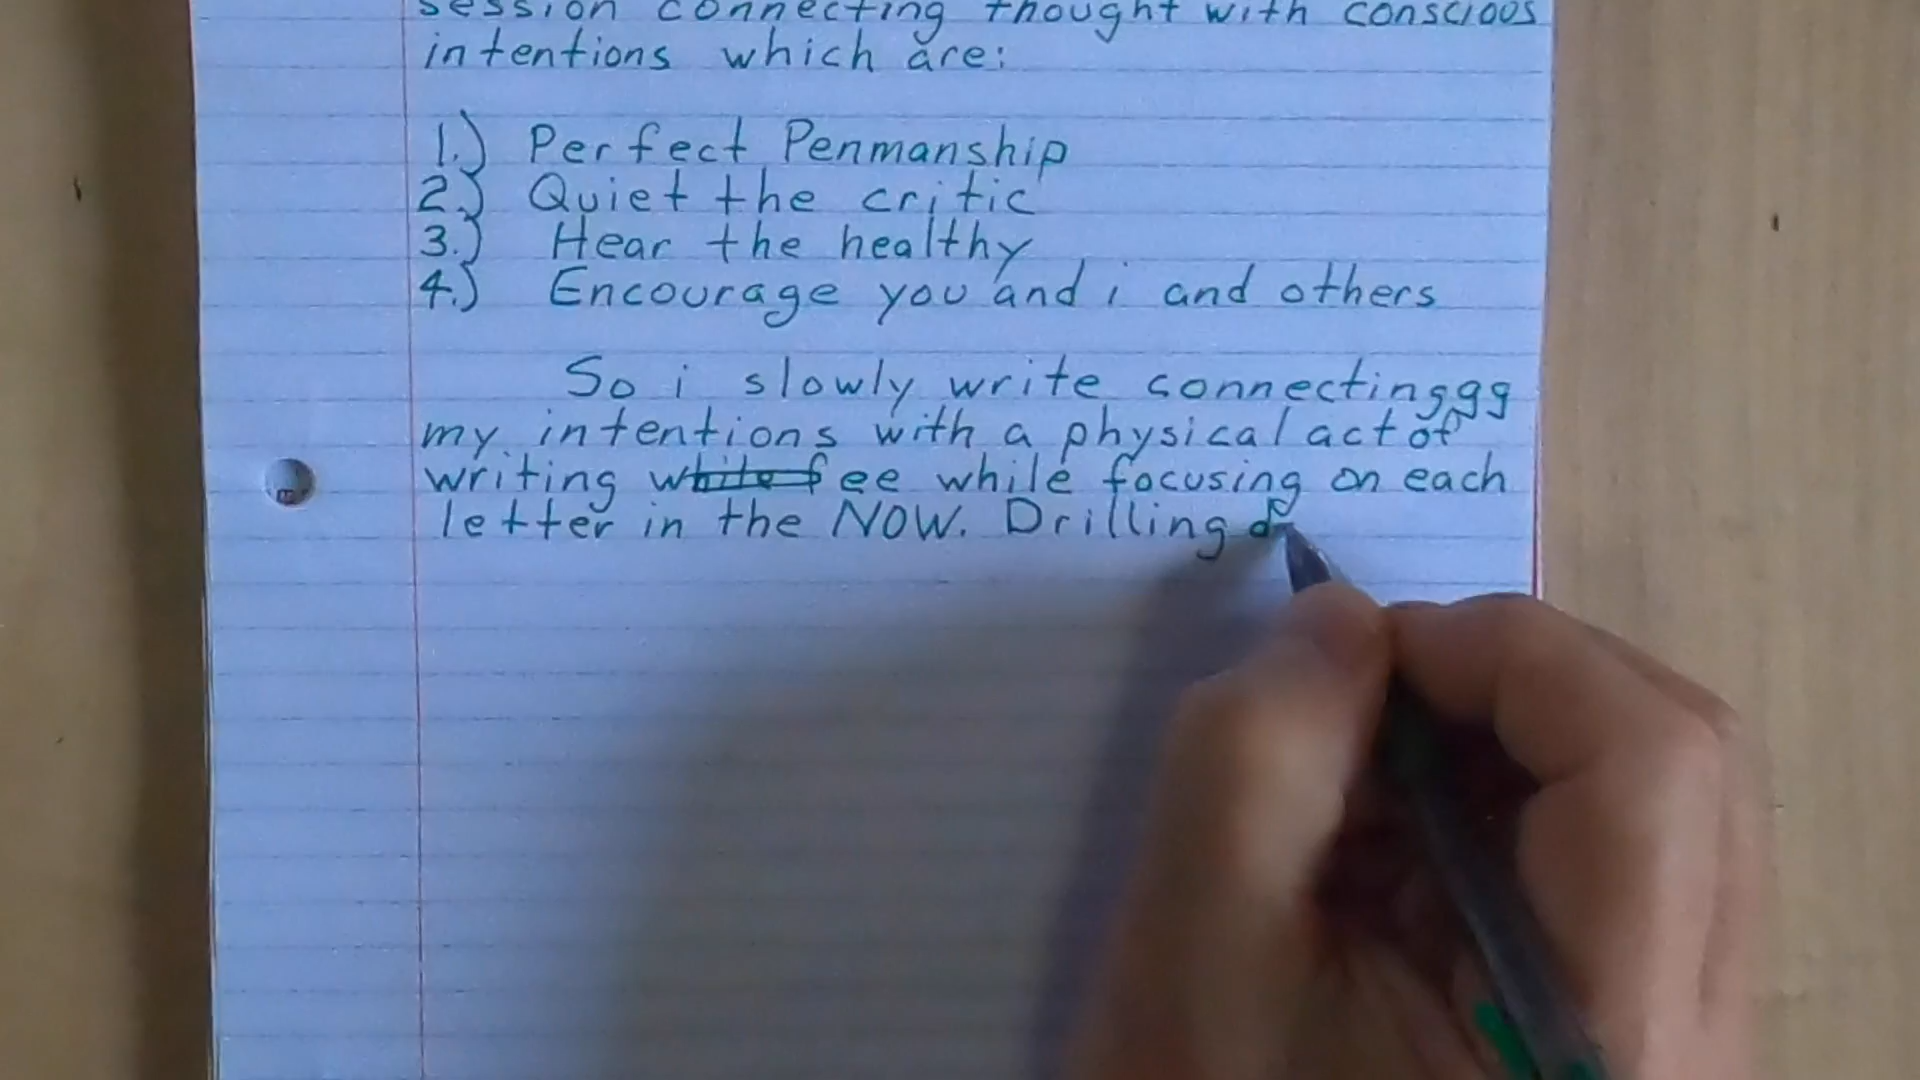 session connecting thought with conscious
intentions which are:
1.) Perfect Penmanship
2.) Quiet the critic
3.) Hear the healthy
4.) Encourage you and i and others
So i slowly write connectinggg
my intentions with a physical act of
writing white f ee while focusing on each
letter in the NOW. Drilling d